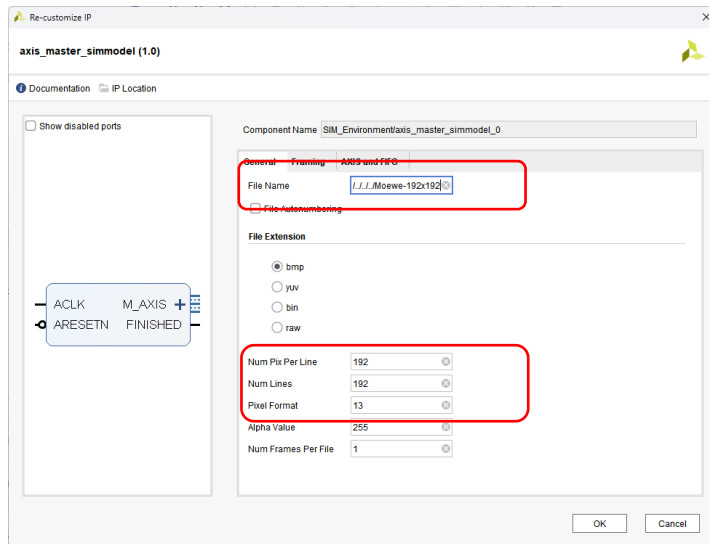 Re-customize IP
axis_master_simmodel (1.0)
Documentation IP Location
Show disabled ports
ACLK M_AXIS
ARESETN FINISHED
Component Name SIM_Environment/axis_master_simmodel_0
General Framing AXIS and FIFO
File Name /../../../Moewe-192x192
File Autonumbering
File Extension
bmp
yuv
bin
raw
Num Pix Per Line 192
Num Lines 192
Pixel Format 13
Alpha Value 255
Num Frames Per File 1
OK Cancel